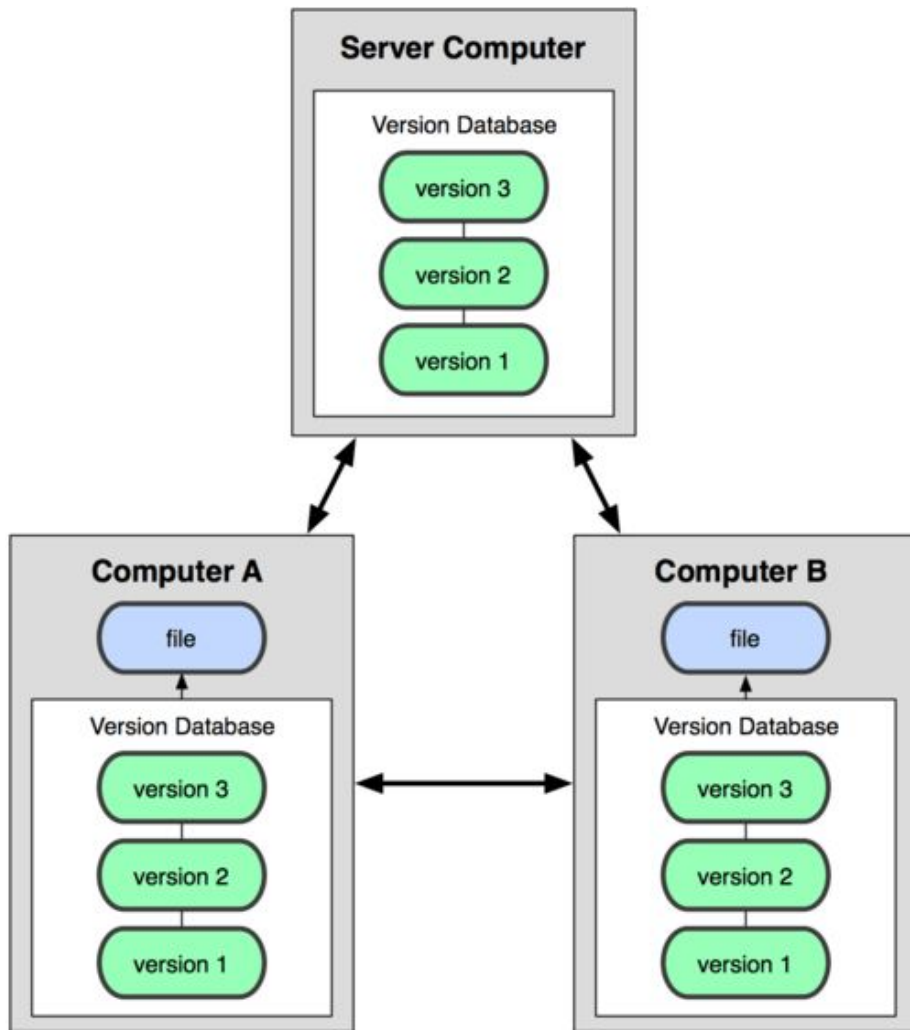 Server Computer
Version Database
version 3
version 2
version 1
Computer A
file
Version Database
version 3
version 2
version 1
Computer B
file
Version Database
version 3
version 2
version 1